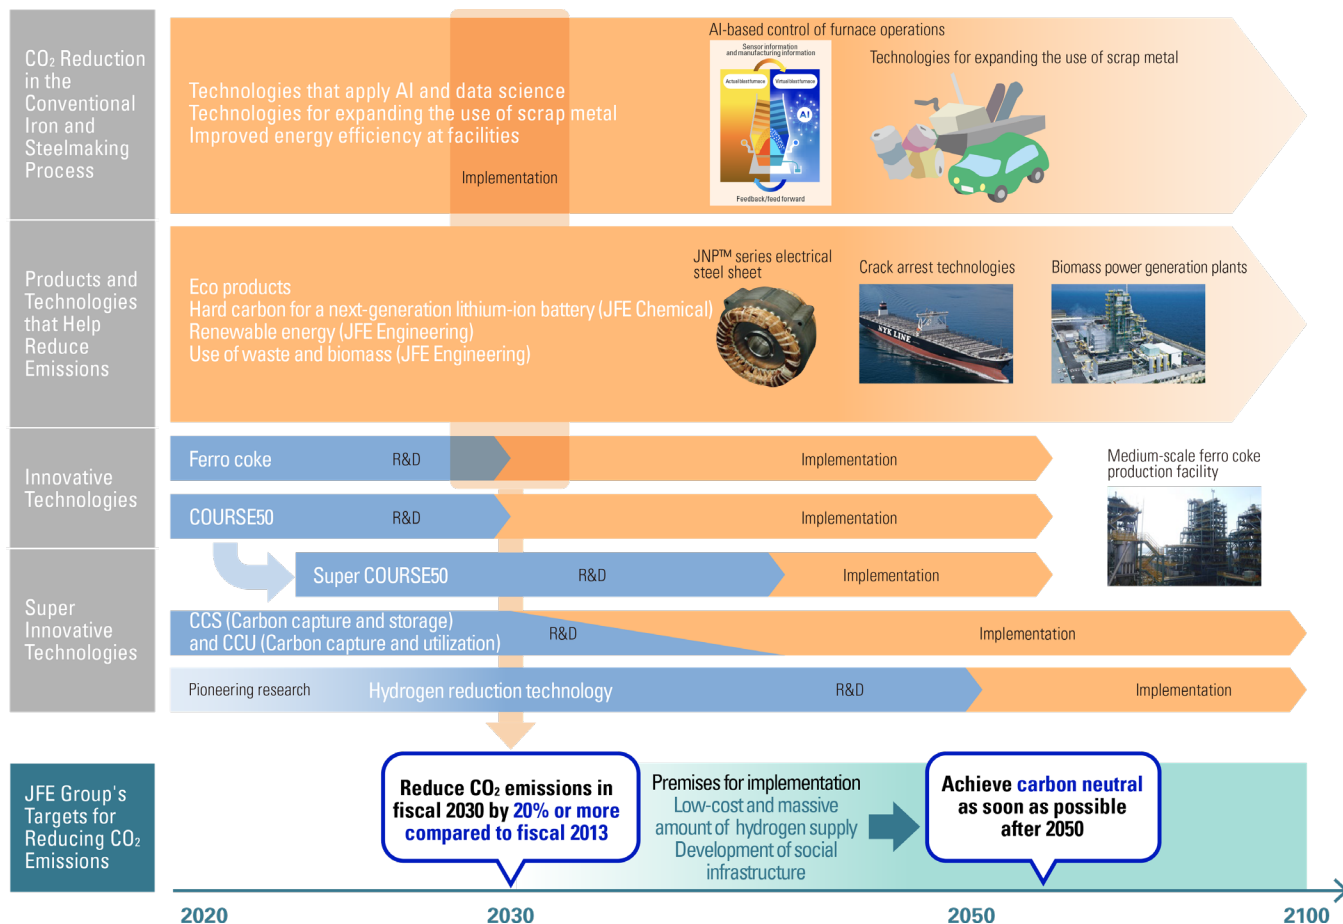 CO₂ Reduction
in the
Conventional
Iron and
Steelmaking
Process
Technologies that apply AI and data science
Technologies for expanding the use of scrap metal
Improved energy efficiency at facilities
Implementation
AI-based control of furnace operations
Sensor information
and manufacturing information
Actual blast furnace
Virtual blast furnace
AI
Feedback/feed forward
Technologies for expanding the use of scrap metal
Products and
Technologies
that Help
Reduce
Emissions
Eco products
Hard carbon for a next-generation lithium-ion battery (JFE Chemical)
Renewable energy (JFE Engineering)
Use of waste and biomass (JFE Engineering)
JNP™ series electrical
steel sheet
Crack arrest technologies
NYK LINE
Biomass power generation plants
Innovative
Technologies
Ferro coke
R&D
Implementation
COURSE50
R&D
Implementation
Medium-scale ferro coke
production facility
Super
Innovative
Technologies
Super COURSE50
R&D
Implementation
CCS (Carbon capture and storage)
and CCU (Carbon capture and utilization)
R&D
Implementation
Pioneering research
Hydrogen reduction technology
R&D
Implementation
JFE Group's
Targets for
Reducing CO₂
Emissions
Reduce CO₂ emissions in
fiscal 2030 by 20% or more
compared to fiscal 2013
Premises for implementation
Low-cost and massive
amount of hydrogen supply
Development of social
infrastructure
Achieve carbon neutral
as soon as possible
after 2050
2020
2030
2050
2100